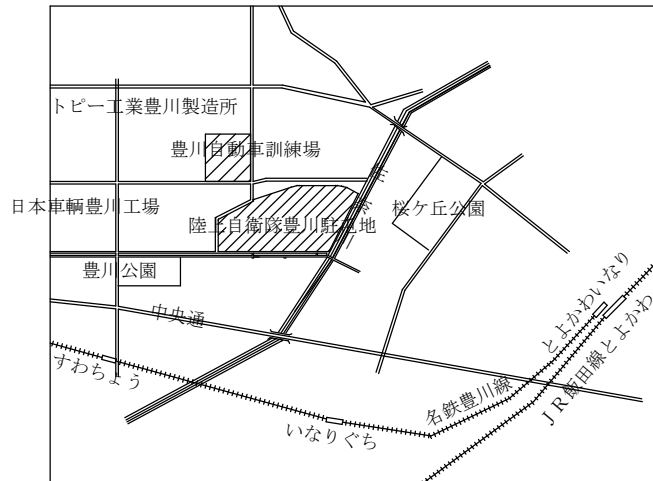 トピー工業豊川製造所
豊川自動車訓練場
日本車輌豊川工場
陸上自衛隊豊川駐屯地
桜ケ丘公園
豊川公園
中央通
すわちょう
いなりぐち
名鉄豊川線
とよかわいなり
JR飯田線とよかわ